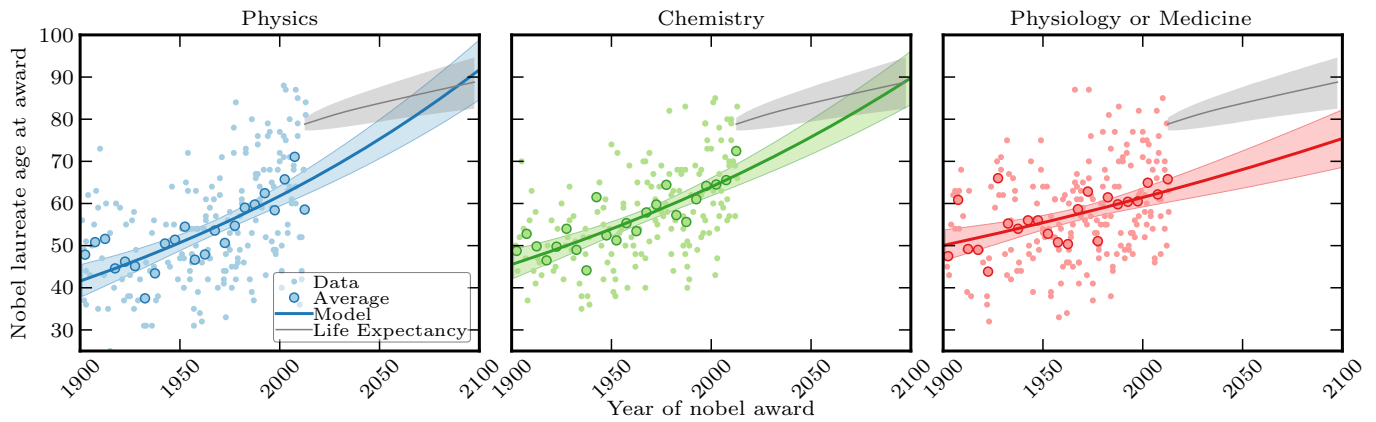 Physics
Chemistry
Physiology or Medicine
Nobel laureate age at award
100
90
80
70
60
50
40
30
Data
Average
Model
Life Expectancy
1900
1950
2000
2050
2100
1900
1950
2000
2050
2100
1900
1950
2000
2050
2100
Year of nobel award